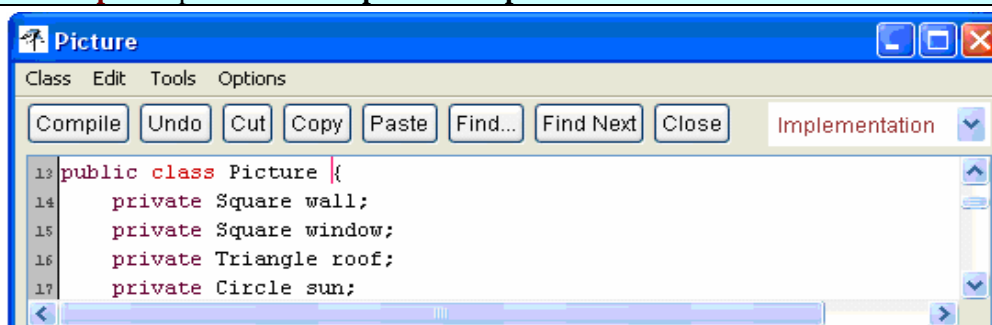 Picture
Class Edit Tools Options
Compile Undo Cut Copy Paste Find... Find Next Close Implementation
13 public class Picture {
14 private Square wall;
15 private Square window;
16 private Triangle roof;
17 private Circle sun;